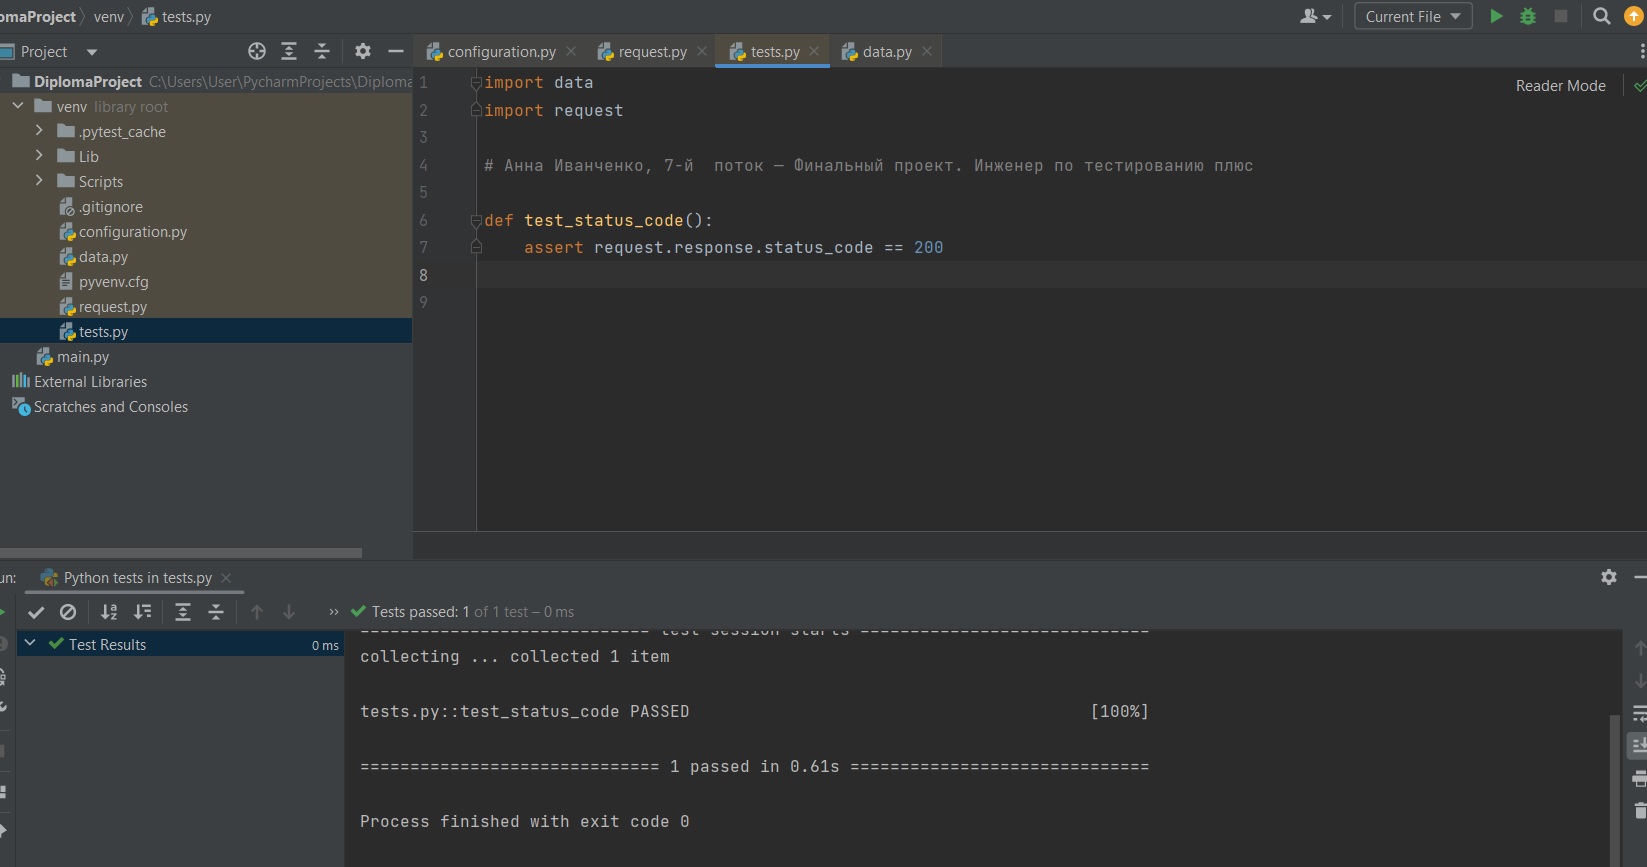 omaProject venv tests.py Current File
Project configuration.py request.py tests.py data.py
DiplomaProject C:\Users\User\PycharmProjects\Diploma
venv library root
.pytest_cache
Lib
Scripts
.gitignore
configuration.py
data.py
pyvenv.cfg
request.py
tests.py
main.py
External Libraries
Scratches and Consoles
Reader Mode
1 import data
2 import request
3
4 # Анна Иванченко, 7-й  поток — Финальный проект. Инженер по тестированию плюс
5
6 def test_status_code():
7     assert request.response.status_code == 200
8
9
un: Python tests in tests.py
Tests passed: 1 of 1 test – 0 ms
Test Results 0 ms
============================= test session starts =============================
collecting ... collected 1 item
tests.py::test_status_code PASSED [100%]
============================== 1 passed in 0.61s ==============================
Process finished with exit code 0